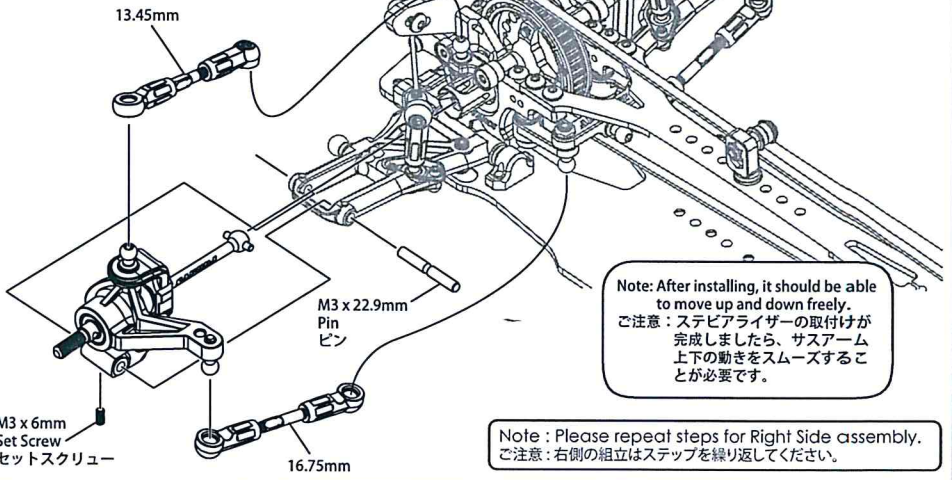 13.45mm
M3 x 22.9mm
Pin
ピン
Note: After installing, it should be able
to move up and down freely.
ご注意：ステビアライザーの取付けが
完成しましたら、サスアーム
上下の動きをスムーズするこ
とが必要です。
M3 x 6mm
Set Screw
セットスクリュー
16.75mm
Note : Please repeat steps for Right Side assembly.
ご注意 : 右側の組立はステップを繰り返してください。